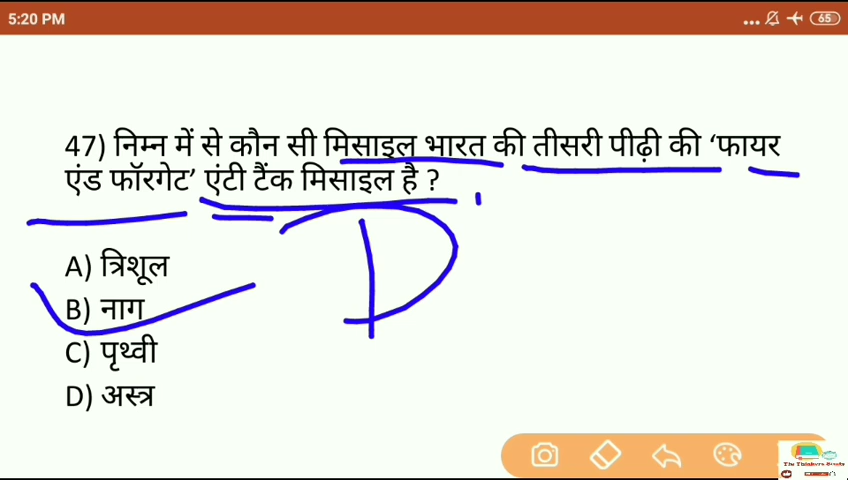 5:20 PM
65
47) निम्न में से कौन सी मिसाइल भारत की तीसरी पीढ़ी की ‘फायर
एंड फॉरगेट’ एंटी टैंक मिसाइल है ?
D
A) त्रिशूल
B) नाग
C) पृथ्वी
D) अस्त्र